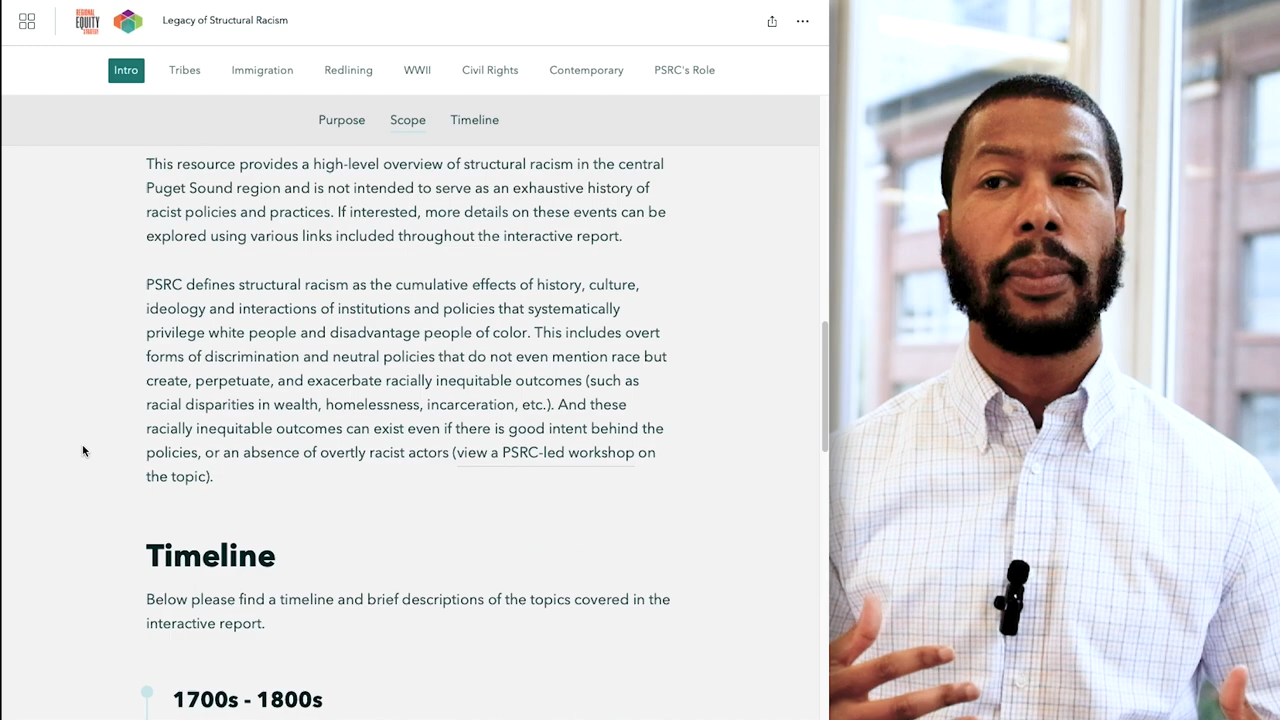 REGIONAL
EQUITY
STRATEGY
Legacy of Structural Racism
Intro
Tribes
Immigration
Redlining
WWII
Civil Rights
Contemporary
PSRC's Role
Purpose
Scope
Timeline
This resource provides a high-level overview of structural racism in the central
Puget Sound region and is not intended to serve as an exhaustive history of
racist policies and practices. If interested, more details on these events can be
explored using various links included throughout the interactive report.
PSRC defines structural racism as the cumulative effects of history, culture,
ideology and interactions of institutions and policies that systematically
privilege white people and disadvantage people of color. This includes overt
forms of discrimination and neutral policies that do not even mention race but
create, perpetuate, and exacerbate racially inequitable outcomes (such as
racial disparities in wealth, homelessness, incarceration, etc.). And these
racially inequitable outcomes can exist even if there is good intent behind the
policies, or an absence of overtly racist actors (view a PSRC-led workshop on
the topic).
Timeline
Below please find a timeline and brief descriptions of the topics covered in the
interactive report.
1700s - 1800s